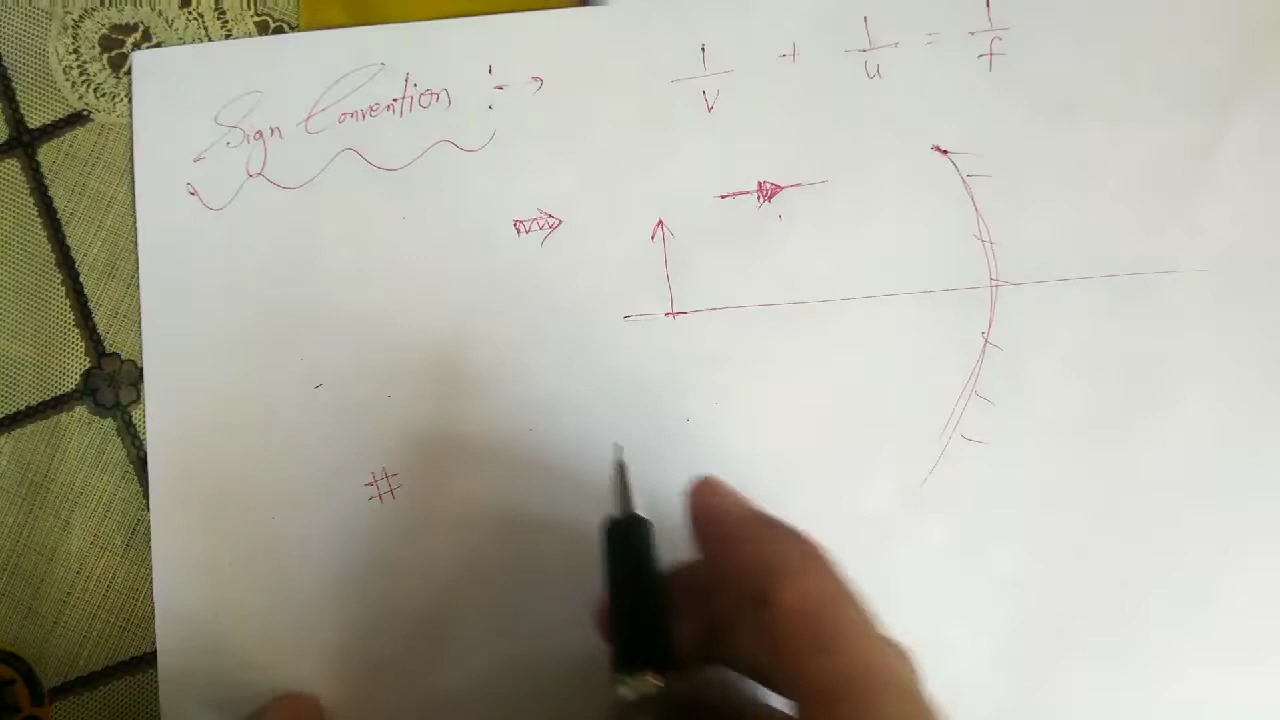 Sign Convention :→
1/v + 1/u = 1/f
#